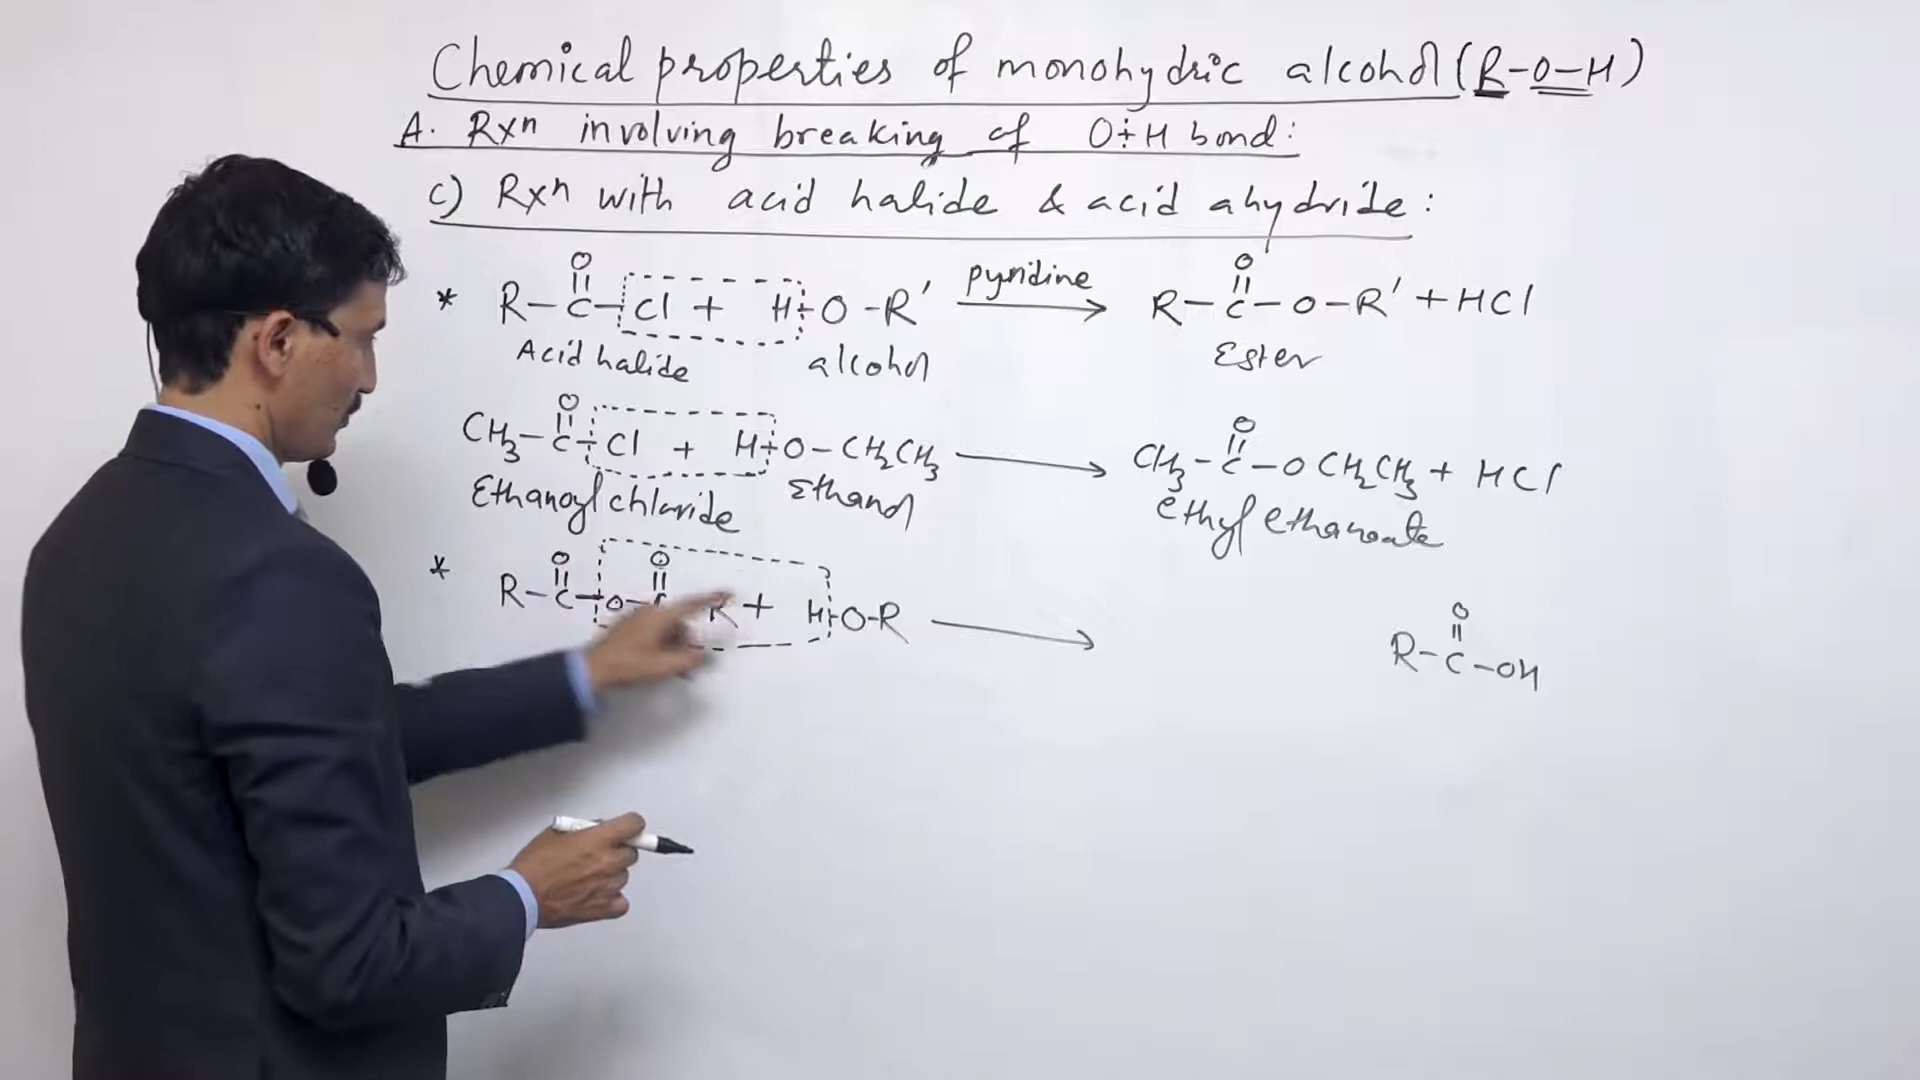 Chemical properties of monohydric alcohol (R-O-H)
A. Rxn involving breaking of O÷H bond:
c) Rxn with acid halide & acid ahydride:
* R-C(=O)-Cl + H-O-R' pyridine → R-C(=O)-O-R' + HCl
Acid halide alcohol Ester
CH3-C(=O)-Cl + H-O-CH2CH3 → CH3-C(=O)-OCH2CH3 + HCl
Ethanoyl chloride Ethanol ethyl ethanoate
* R-C(=O)-O-C(=O)-R + H-O-R → R-C(=O)-OH